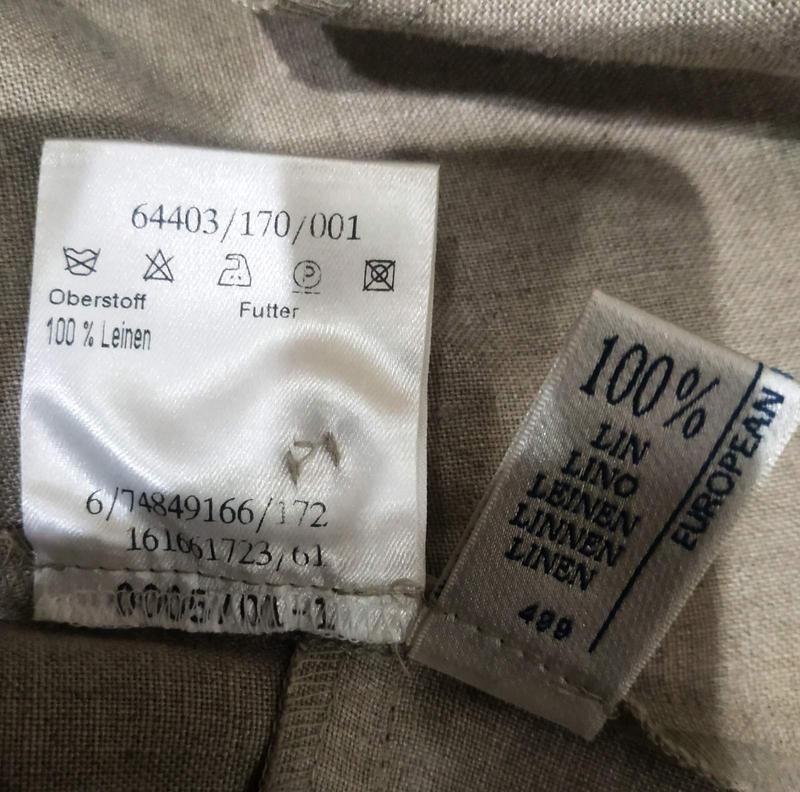 64403/170/001
P
Oberstoff
Futter
100 % Leinen
6/74849166/172
161661723/61
100%
LIN
LINO
LEINEN
LINNEN
LINEN
499
EUROPEAN